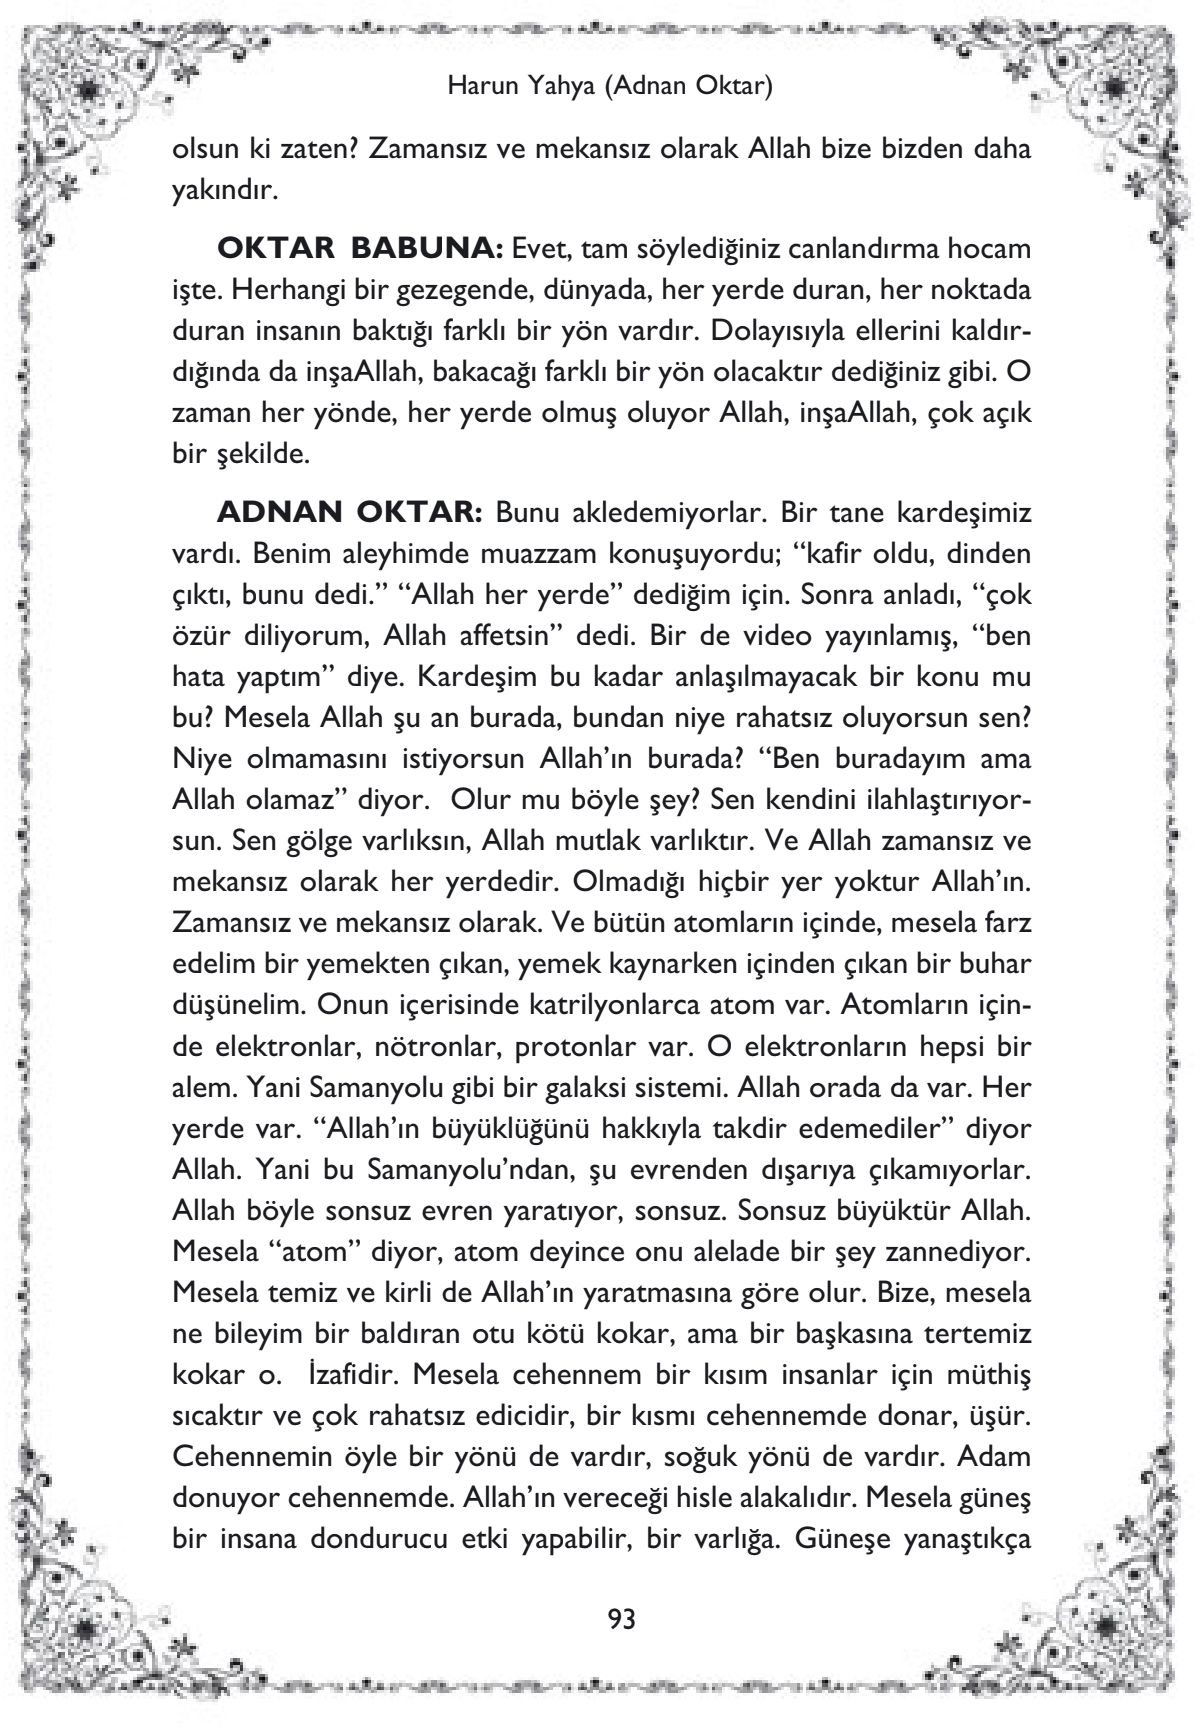 Harun Yahya (Adnan Oktar)
olsun ki zaten? Zamansız ve mekansız olarak Allah bize bizden daha
yakındır.
OKTAR BABUNA: Evet, tam söylediğiniz canlandırma hocam
işte. Herhangi bir gezegende, dünyada, her yerde duran, her noktada
duran insanın baktığı farklı bir yön vardır. Dolayısıyla ellerini kaldır-
dığında da inşaAllah, bakacağı farklı bir yön olacaktır dediğiniz gibi. O
zaman her yönde, her yerde olmuş oluyor Allah, inşaAllah, çok açık
bir şekilde.
ADNAN OKTAR: Bunu akledemiyorlar. Bir tane kardeşimiz
vardı. Benim aleyhimde muazzam konuşuyordu; “kafir oldu, dinden
çıktı, bunu dedi.” “Allah her yerde” dediğim için. Sonra anladı, “çok
özür diliyorum, Allah affetsin” dedi. Bir de video yayınlamış, “ben
hata yaptım” diye. Kardeşim bu kadar anlaşılmayacak bir konu mu
bu? Mesela Allah şu an burada, bundan niye rahatsız oluyorsun sen?
Niye olmamasını istiyorsun Allah’ın burada? “Ben buradayım ama
Allah olamaz” diyor. Olur mu böyle şey? Sen kendini ilahlaştırıyor-
sun. Sen gölge varlıksın, Allah mutlak varlıktır. Ve Allah zamansız ve
mekansız olarak her yerdedir. Olmadığı hiçbir yer yoktur Allah’ın.
Zamansız ve mekansız olarak. Ve bütün atomların içinde, mesela farz
edelim bir yemekten çıkan, yemek kaynarken içinden çıkan bir buhar
düşünelim. Onun içerisinde katrilyonlarca atom var. Atomların için-
de elektronlar, nötronlar, protonlar var. O elektronların hepsi bir
alem. Yani Samanyolu gibi bir galaksi sistemi. Allah orada da var. Her
yerde var. “Allah’ın büyüklüğünü hakkıyla takdir edemediler” diyor
Allah. Yani bu Samanyolu’ndan, şu evrenden dışarıya çıkamıyorlar.
Allah böyle sonsuz evren yaratıyor, sonsuz. Sonsuz büyüktür Allah.
Mesela “atom” diyor, atom deyince onu alelade bir şey zannediyor.
Mesela temiz ve kirli de Allah’ın yaratmasına göre olur. Bize, mesela
ne bileyim bir baldıran otu kötü kokar, ama bir başkasına tertemiz
kokar o. İzafidir. Mesela cehennem bir kısım insanlar için müthiş
sıcaktır ve çok rahatsız edicidir, bir kısmı cehennemde donar, üşür.
Cehennemin öyle bir yönü de vardır, soğuk yönü de vardır. Adam
donuyor cehennemde. Allah’ın vereceği hisle alakalıdır. Mesela güneş
bir insana dondurucu etki yapabilir, bir varlığa. Güneşe yanaştıkça
93